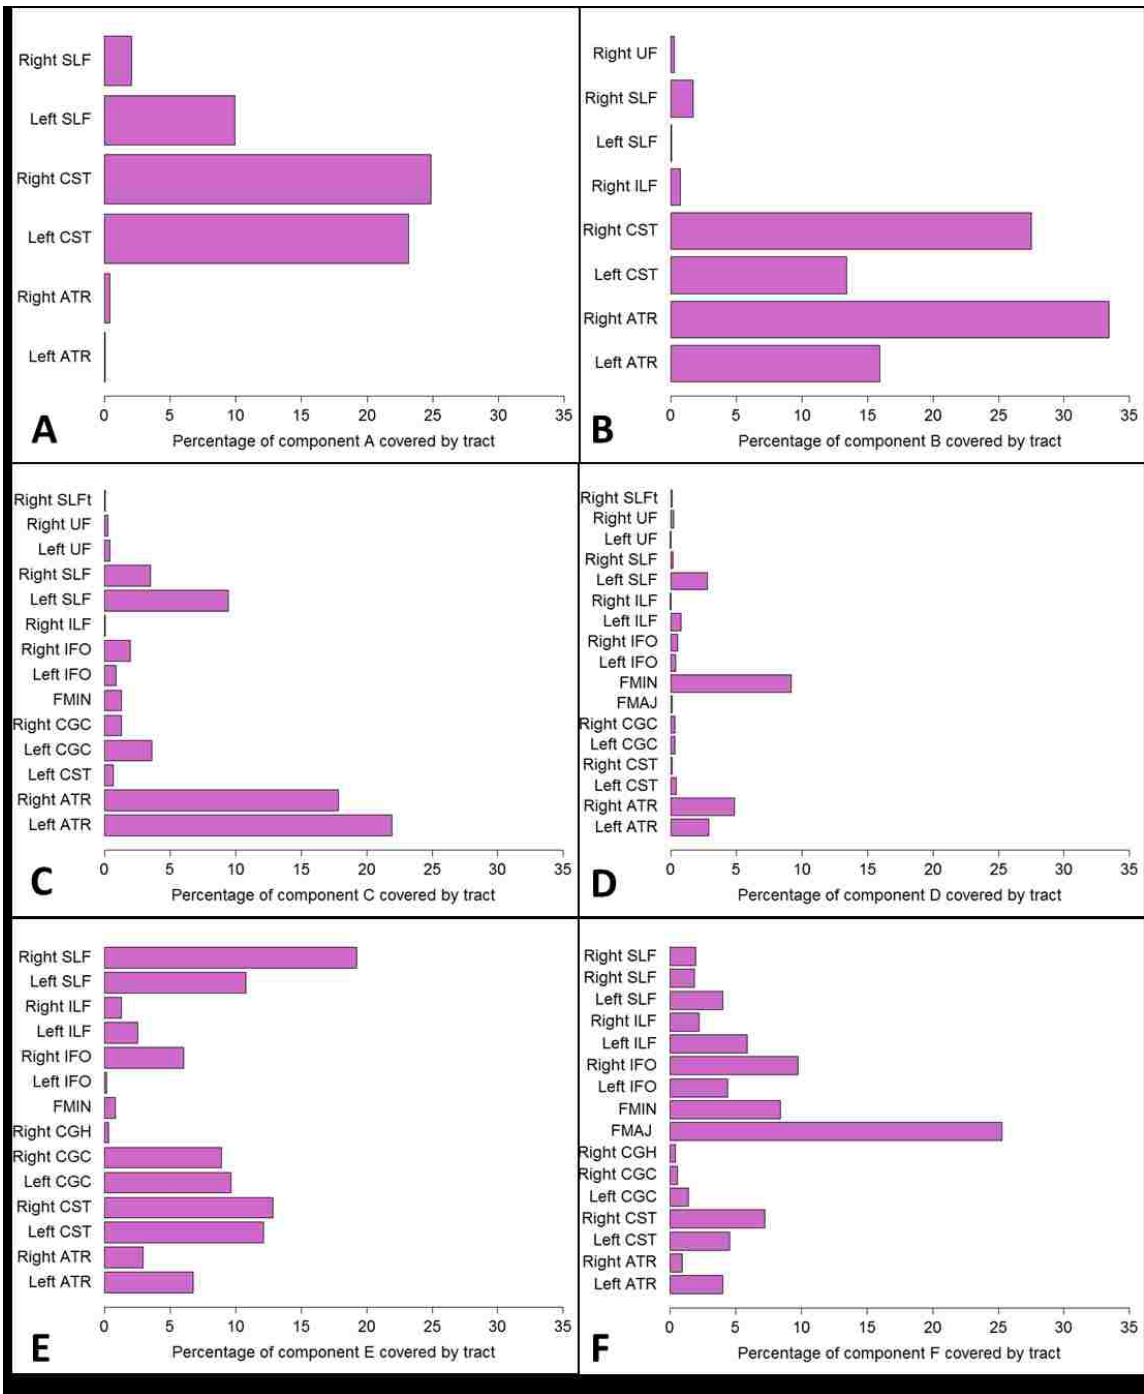 Right SLF
Left SLF
Right CST
Left CST
Right ATR
Left ATR
0 5 10 15 20 25 30 35
A
Percentage of component A covered by tract
Right UF
Right SLF
Left SLF
Right ILF
Right CST
Left CST
Right ATR
Left ATR
0 5 10 15 20 25 30 35
B
Percentage of component B covered by tract
Right SLFt
Right UF
Left UF
Right SLF
Left SLF
Right ILF
Right IFO
Left IFO
FMIN
Right CGC
Left CGC
Left CST
Right ATR
Left ATR
0 5 10 15 20 25 30 35
C
Percentage of component C covered by tract
Right SLFt
Right UF
Left UF
Right SLF
Left SLF
Right ILF
Left ILF
Right IFO
Left IFO
FMIN
FMAJ
Right CGC
Left CGC
Right CST
Left CST
Right ATR
Left ATR
0 5 10 15 20 25 30 35
D
Percentage of component D covered by tract
Right SLF
Left SLF
Right ILF
Left ILF
Right IFO
Left IFO
FMIN
Right CGH
Right CGC
Left CGC
Right CST
Left CST
Right ATR
Left ATR
0 5 10 15 20 25 30 35
E
Percentage of component E covered by tract
Right SLF
Right SLF
Left SLF
Right ILF
Left ILF
Right IFO
Left IFO
FMIN
FMAJ
Right CGH
Right CGC
Left CGC
Right CST
Left CST
Right ATR
Left ATR
0 5 10 15 20 25 30 35
F
Percentage of component F covered by tract